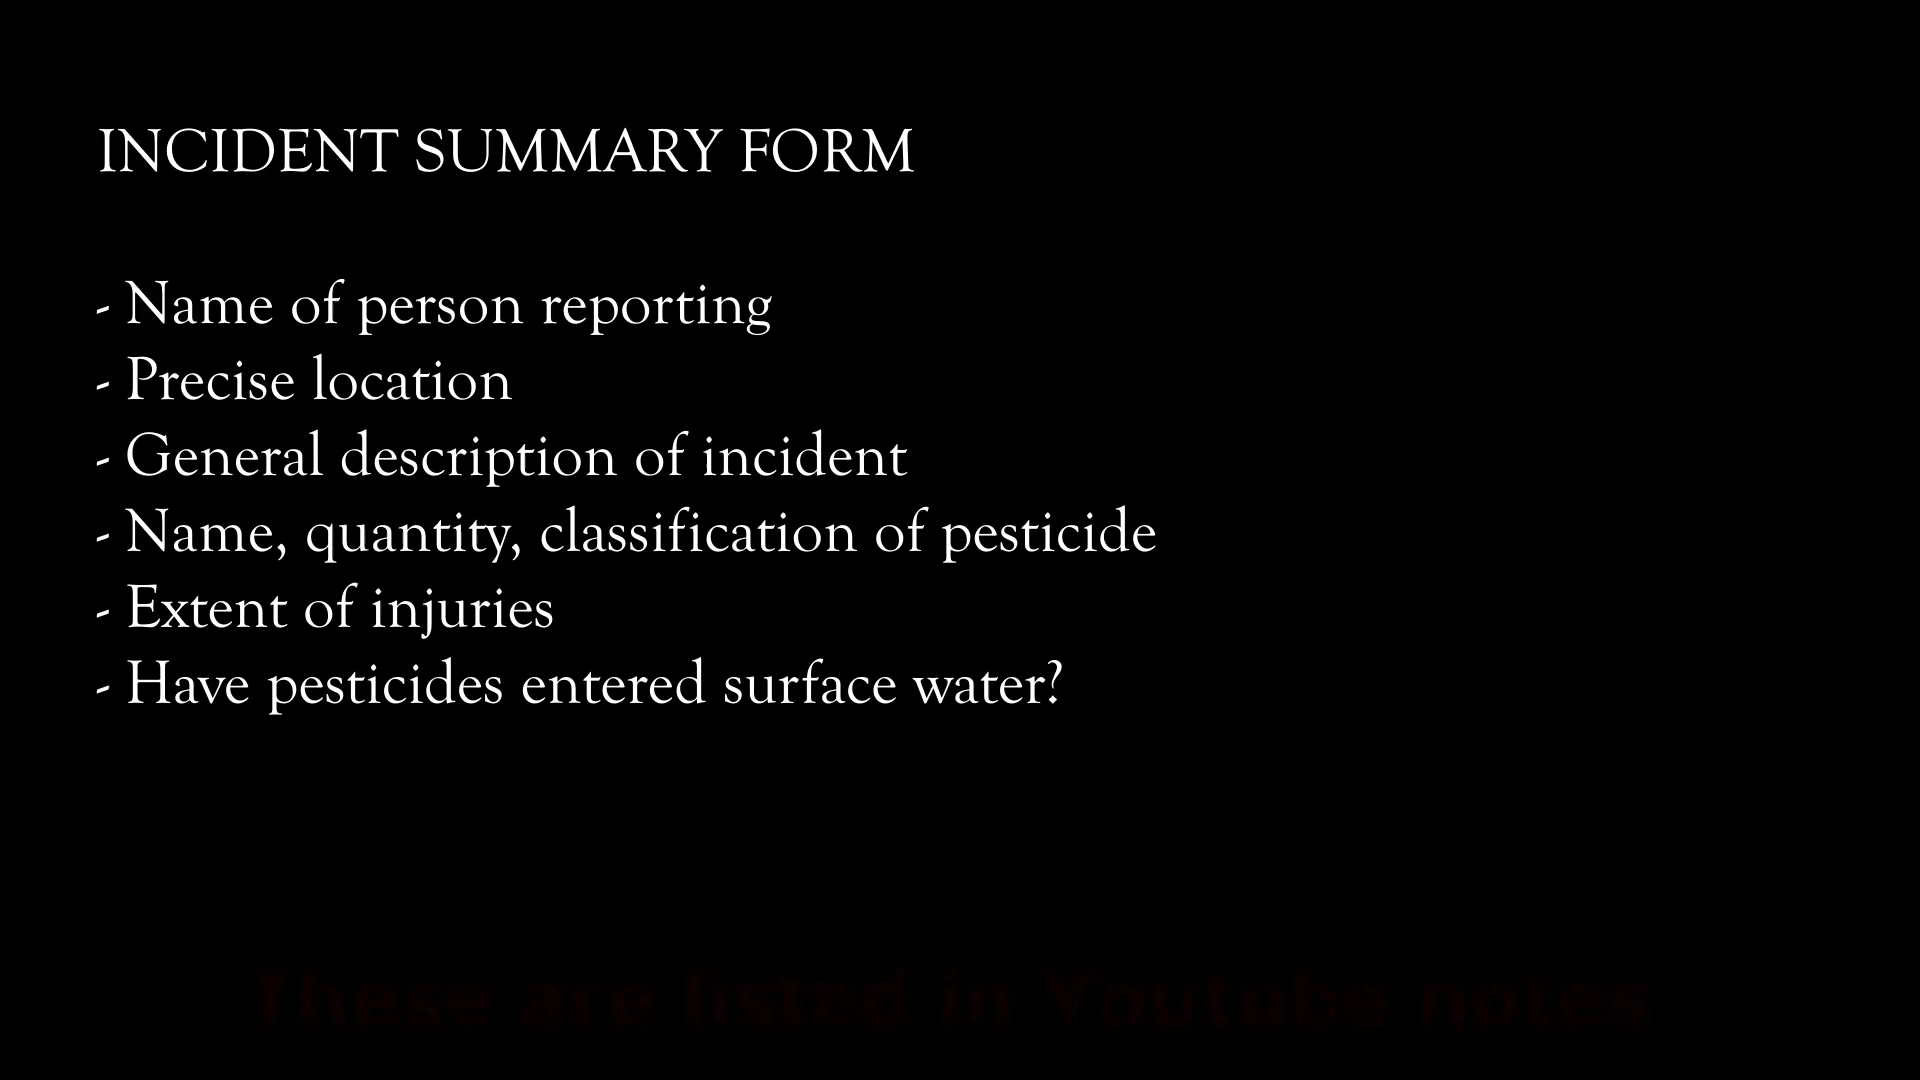 INCIDENT SUMMARY FORM
- Name of person reporting
- Precise location
- General description of incident
- Name, quantity, classification of pesticide
- Extent of injuries
- Have pesticides entered surface water?
These are listed in Youtube notes